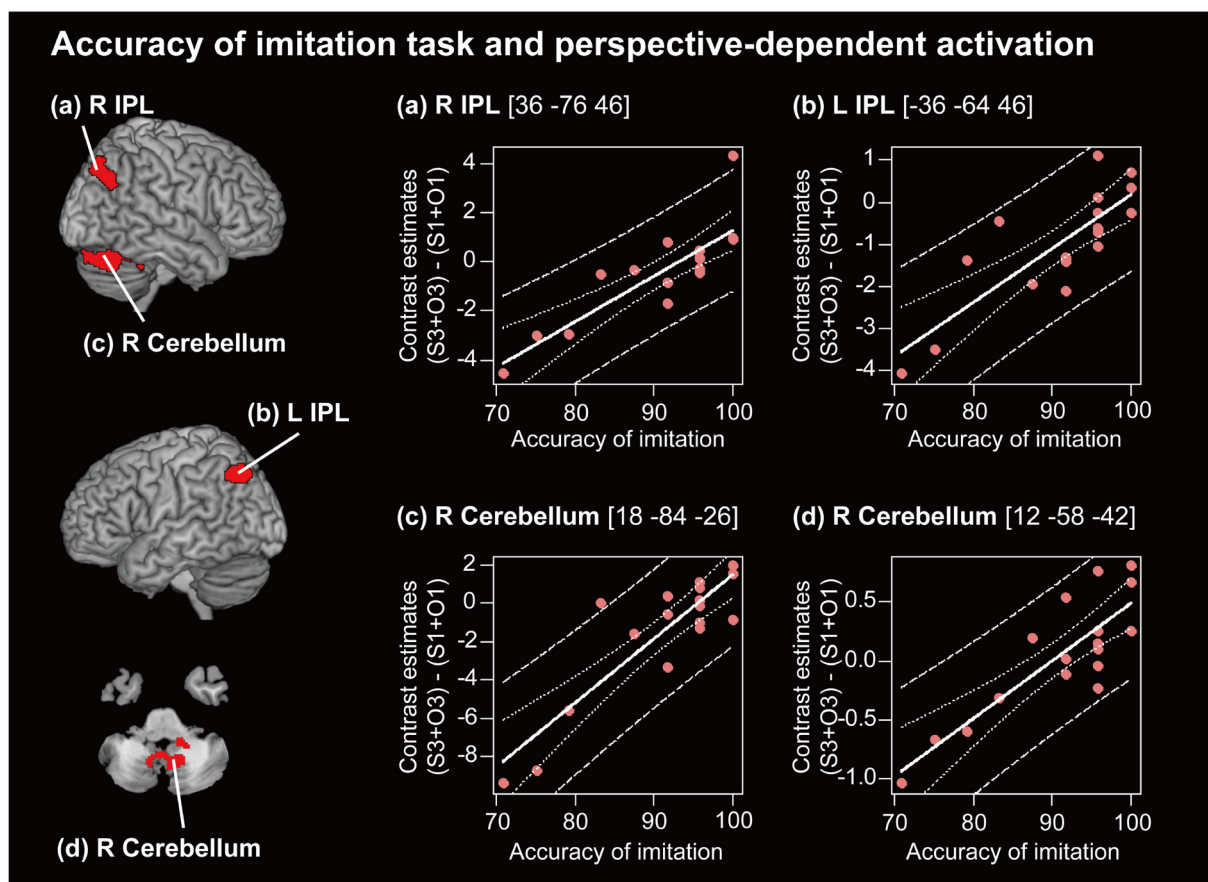 Accuracy of imitation task and perspective-dependent activation
(a) R IPL
(c) R Cerebellum
(b) L IPL
(d) R Cerebellum
(a) R IPL [36 -76 46]
Contrast estimates
(S3+O3) - (S1+O1)
4
2
0
-2
-4
70 80 90 100
Accuracy of imitation
(b) L IPL [-36 -64 46]
Contrast estimates
(S3+O3) - (S1+O1)
1
0
-1
-2
-3
-4
70 80 90 100
Accuracy of imitation
(c) R Cerebellum [18 -84 -26]
Contrast estimates
(S3+O3) - (S1+O1)
2
0
-2
-4
-6
-8
70 80 90 100
Accuracy of imitation
(d) R Cerebellum [12 -58 -42]
Contrast estimates
(S3+O3) - (S1+O1)
0.5
0.0
-0.5
-1.0
70 80 90 100
Accuracy of imitation